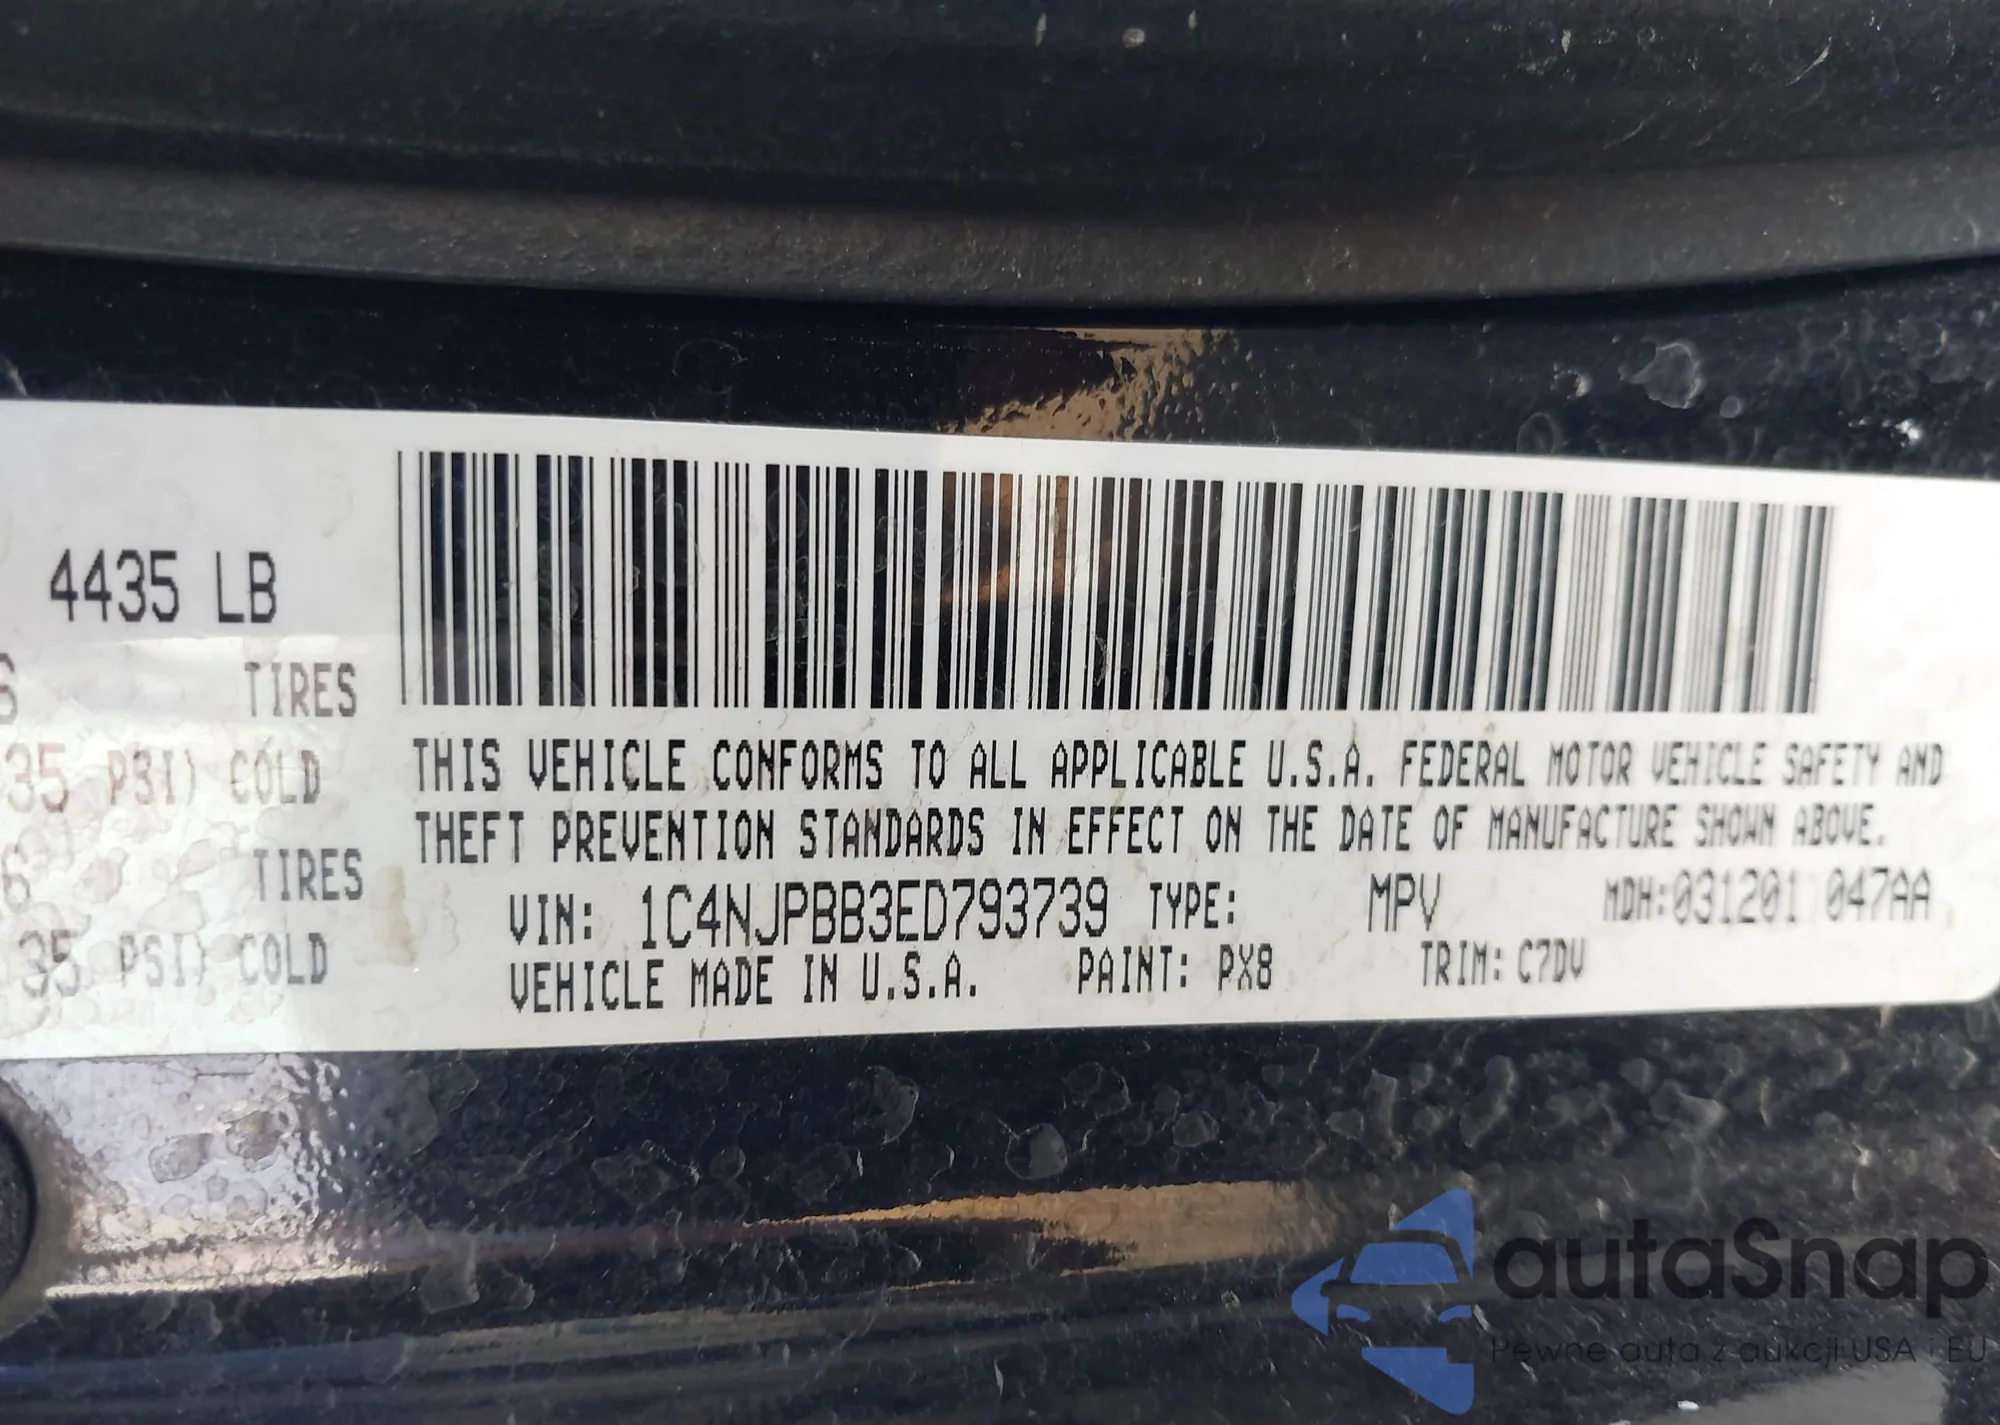 4435 LB
TIRES
35 PSI) COLD
6 TIRES
35 PSI) COLD
THIS VEHICLE CONFORMS TO ALL APPLICABLE U.S.A. FEDERAL MOTOR VEHICLE SAFETY AND
THEFT PREVENTION STANDARDS IN EFFECT ON THE DATE OF MANUFACTURE SHOWN ABOVE.
VIN: 1C4NJPBB3ED793739 TYPE: MPV MDH:031201 047AA
VEHICLE MADE IN U.S.A. PAINT: PX8 TRIM: C7DV
autaSnap
Pewne auta z aukcji USA i EU